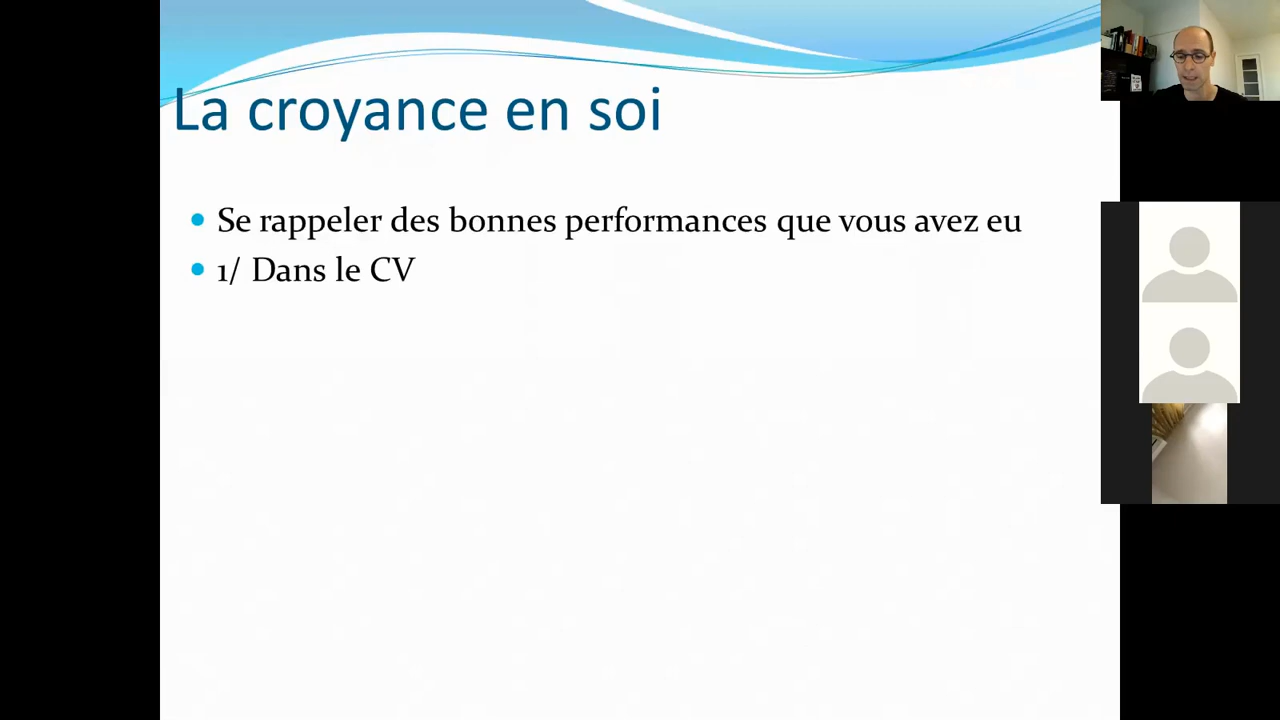 La croyance en soi
Se rappeler des bonnes performances que vous avez eu
1/ Dans le CV